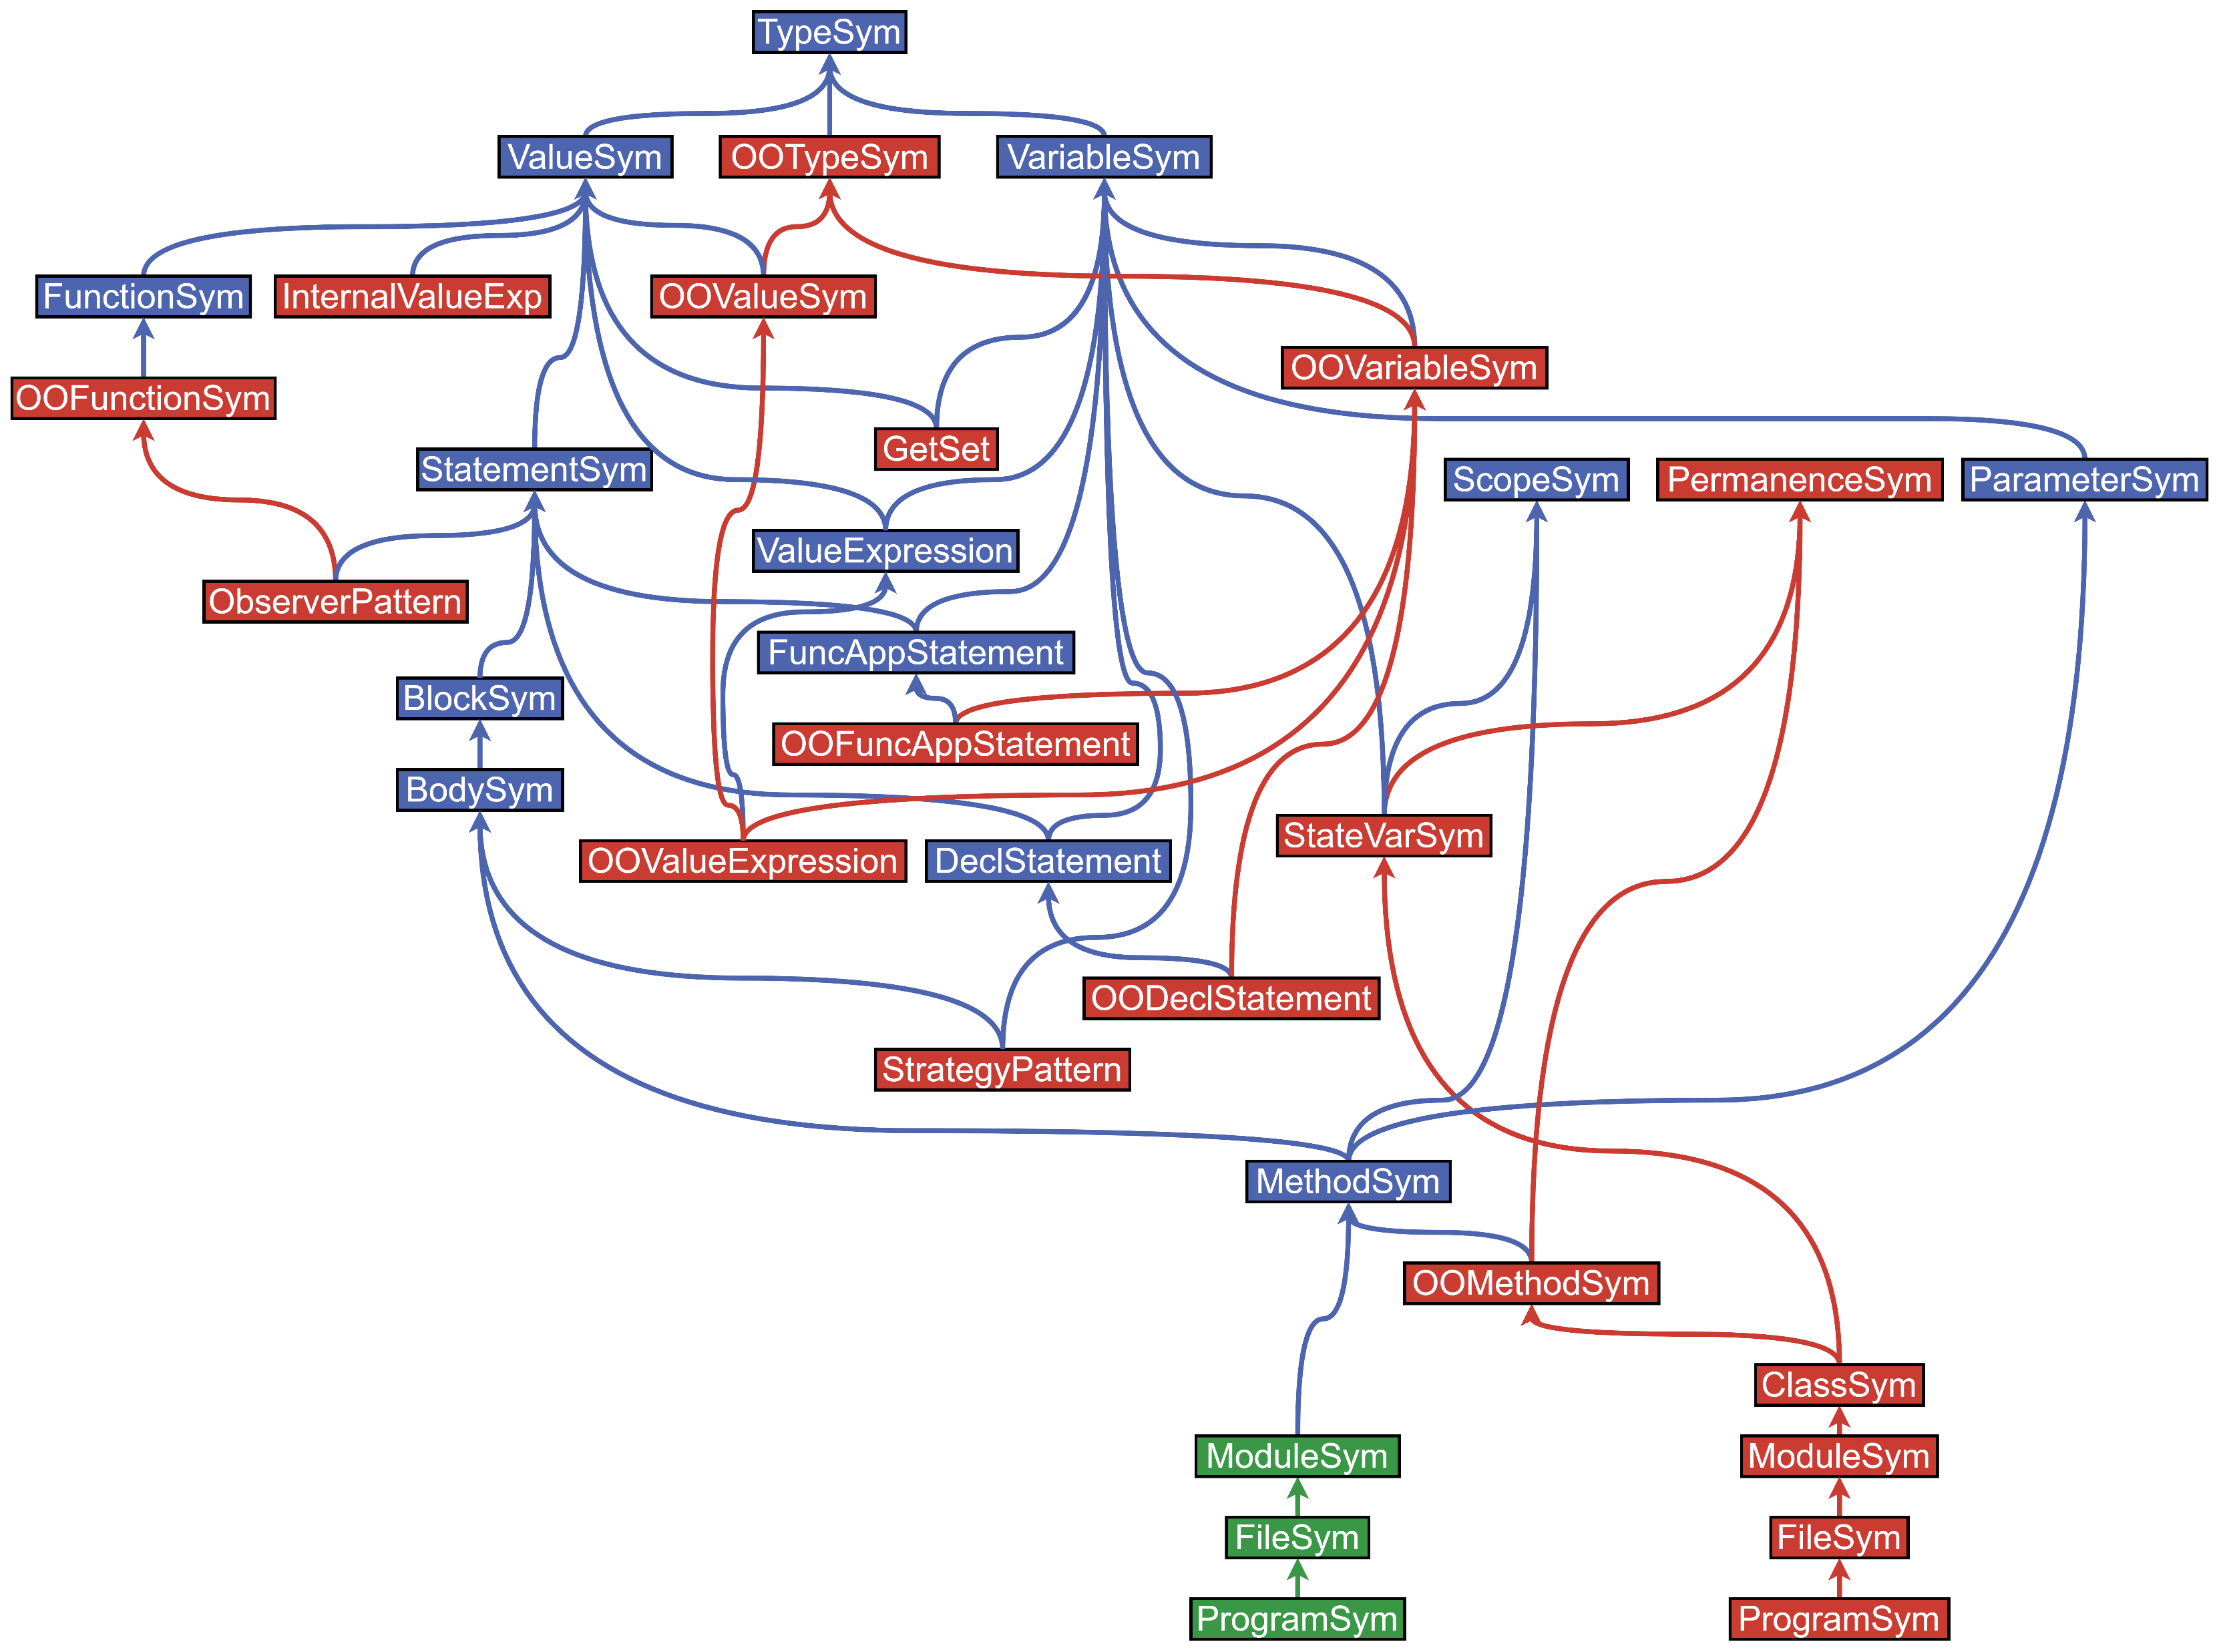 TypeSym
ValueSym
OOTypeSym
VariableSym
FunctionSym
InternalValueExp
OOValueSym
OOVariableSym
OOFunctionSym
GetSet
StatementSym
ScopeSym
PermanenceSym
ParameterSym
ValueExpression
ObserverPattern
FuncAppStatement
BlockSym
OOFuncAppStatement
BodySym
StateVarSym
OOValueExpression
DeclStatement
OODeclStatement
StrategyPattern
MethodSym
OOMethodSym
ClassSym
ModuleSym
ModuleSym
FileSym
FileSym
ProgramSym
ProgramSym